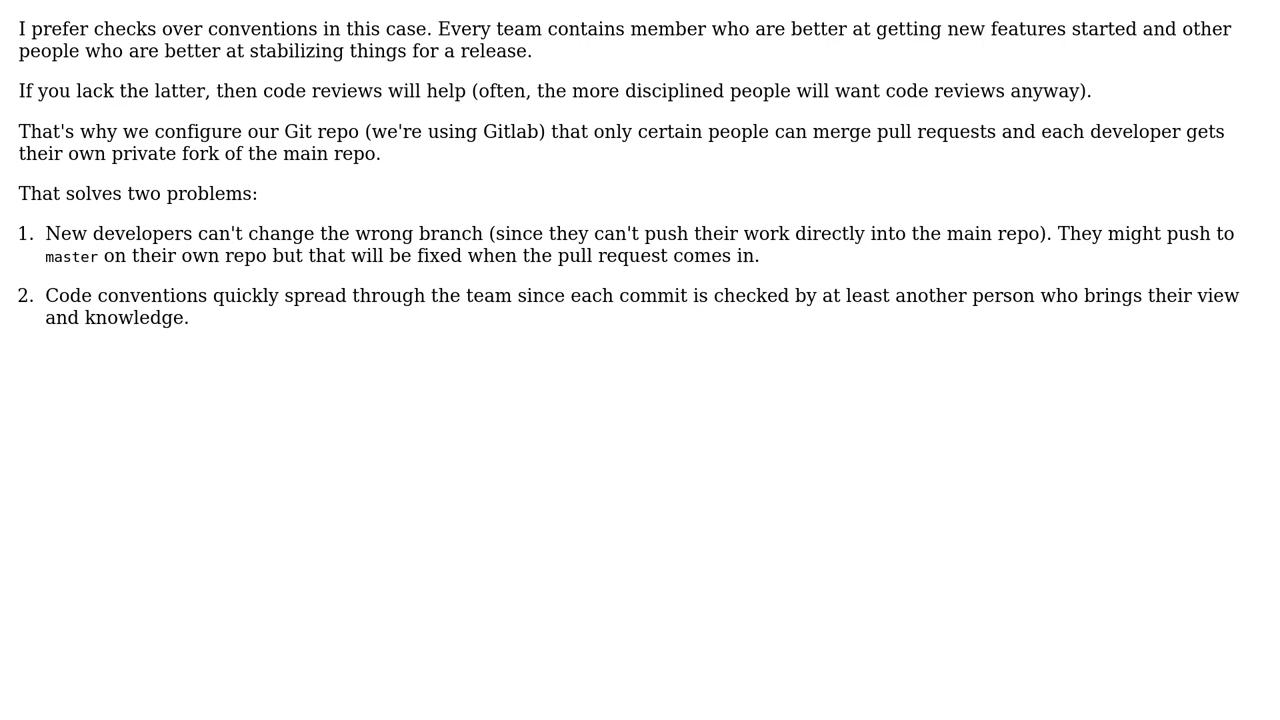 I prefer checks over conventions in this case. Every team contains member who are better at getting new features started and other
people who are better at stabilizing things for a release.
If you lack the latter, then code reviews will help (often, the more disciplined people will want code reviews anyway).
That's why we configure our Git repo (we're using Gitlab) that only certain people can merge pull requests and each developer gets
their own private fork of the main repo.
That solves two problems:
1. New developers can't change the wrong branch (since they can't push their work directly into the main repo). They might push to
master on their own repo but that will be fixed when the pull request comes in.
2. Code conventions quickly spread through the team since each commit is checked by at least another person who brings their view
and knowledge.